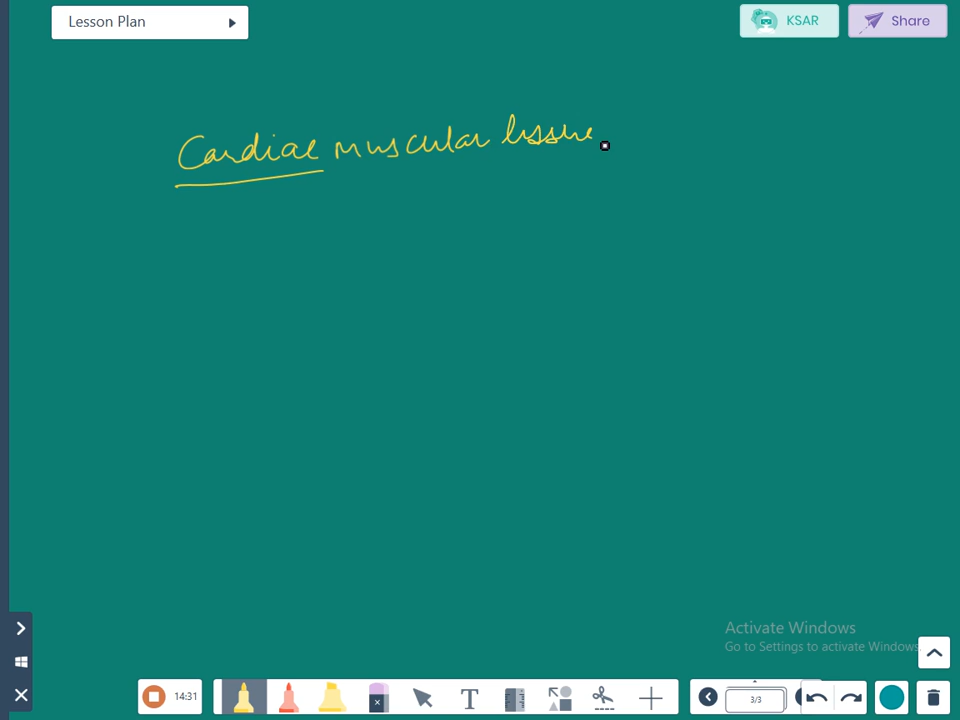 Lesson Plan
KSAR
Share
Cardiac muscular tissue
Activate Windows
Go to Settings to activate Windows.
14:31
T
3/3